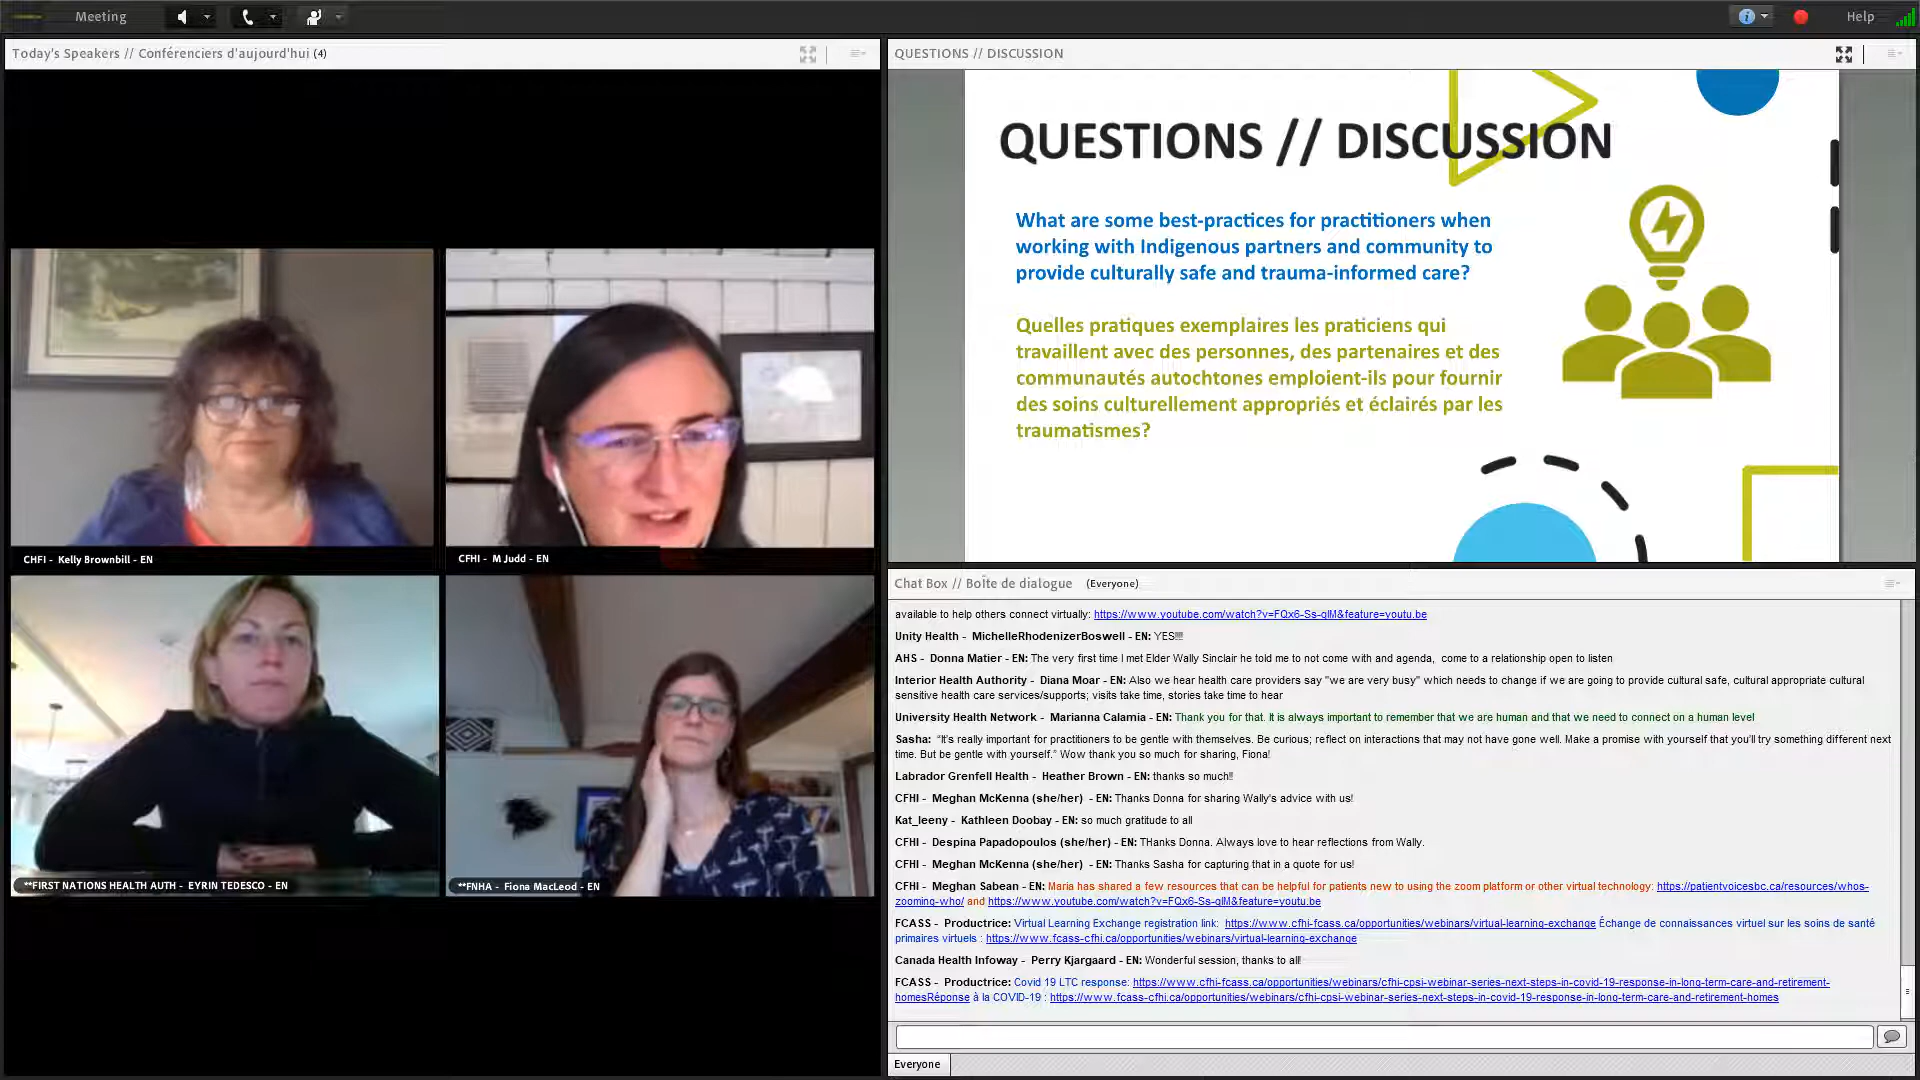 Meeting
Help
Today's Speakers // Conférenciers d'aujourd'hui (4)
CHFI - Kelly Brownbill - EN
CFHI - M Judd - EN
**FIRST NATIONS HEALTH AUTH - EYRIN TEDESCO - EN
**FNHA - Fiona MacLeod - EN
QUESTIONS // DISCUSSION
QUESTIONS // DISCUSSION
What are some best-practices for practitioners when
working with Indigenous partners and community to
provide culturally safe and trauma-informed care?
Quelles pratiques exemplaires les praticiens qui
travaillent avec des personnes, des partenaires et des
communautés autochtones emploient-ils pour fournir
des soins culturellement appropriés et éclairés par les
traumatismes?
Chat Box // Boîte de dialogue (Everyone)
available to help others connect virtually: https://www.youtube.com/watch?v=FQx6-Ss-qlM&feature=youtu.be
Unity Health - MichelleRhodenizerBoswell - EN: YES!!!!
AHS - Donna Matier - EN: The very first time I met Elder Wally Sinclair he told me to not come with and agenda, come to a relationship open to listen
Interior Health Authority - Diana Moar - EN: Also we hear health care providers say "we are very busy" which needs to change if we are going to provide cultural safe, cultural appropriate cultural
sensitive health care services/supports; visits take time, stories take time to hear
University Health Network - Marianna Calamia - EN: Thank you for that. It is always important to remember that we are human and that we need to connect on a human level
Sasha: “It's really important for practitioners to be gentle with themselves. Be curious; reflect on interactions that may not have gone well. Make a promise with yourself that you'll try something different next
time. But be gentle with yourself.” Wow thank you so much for sharing, Fiona!
Labrador Grenfell Health - Heather Brown - EN: thanks so much!!
CFHI - Meghan McKenna (she/her) - EN: Thanks Donna for sharing Wally's advice with us!
Kat_leeny - Kathleen Doobay - EN: so much gratitude to all
CFHI - Despina Papadopoulos (she/her) - EN: THanks Donna. Always love to hear reflections from Wally.
CFHI - Meghan McKenna (she/her) - EN: Thanks Sasha for capturing that in a quote for us!
CFHI - Meghan Sabean - EN: Maria has shared a few resources that can be helpful for patients new to using the zoom platform or other virtual technology: https://patientvoicesbc.ca/resources/whos-
zooming-who/ and https://www.youtube.com/watch?v=FQx6-Ss-qlM&feature=youtu.be
FCASS - Productrice: Virtual Learning Exchange registration link: https://www.cfhi-fcass.ca/opportunities/webinars/virtual-learning-exchange Échange de connaissances virtuel sur les soins de santé
primaires virtuels : https://www.fcass-cfhi.ca/opportunities/webinars/virtual-learning-exchange
Canada Health Infoway - Perry Kjargaard - EN: Wonderful session, thanks to all!
FCASS - Productrice: Covid 19 LTC response: https://www.cfhi-fcass.ca/opportunities/webinars/cfhi-cpsi-webinar-series-next-steps-in-covid-19-response-in-long-term-care-and-retirement-
homesRéponse à la COVID-19 : https://www.fcass-cfhi.ca/opportunities/webinars/cfhi-cpsi-webinar-series-next-steps-in-covid-19-response-in-long-term-care-and-retirement-homes
Everyone